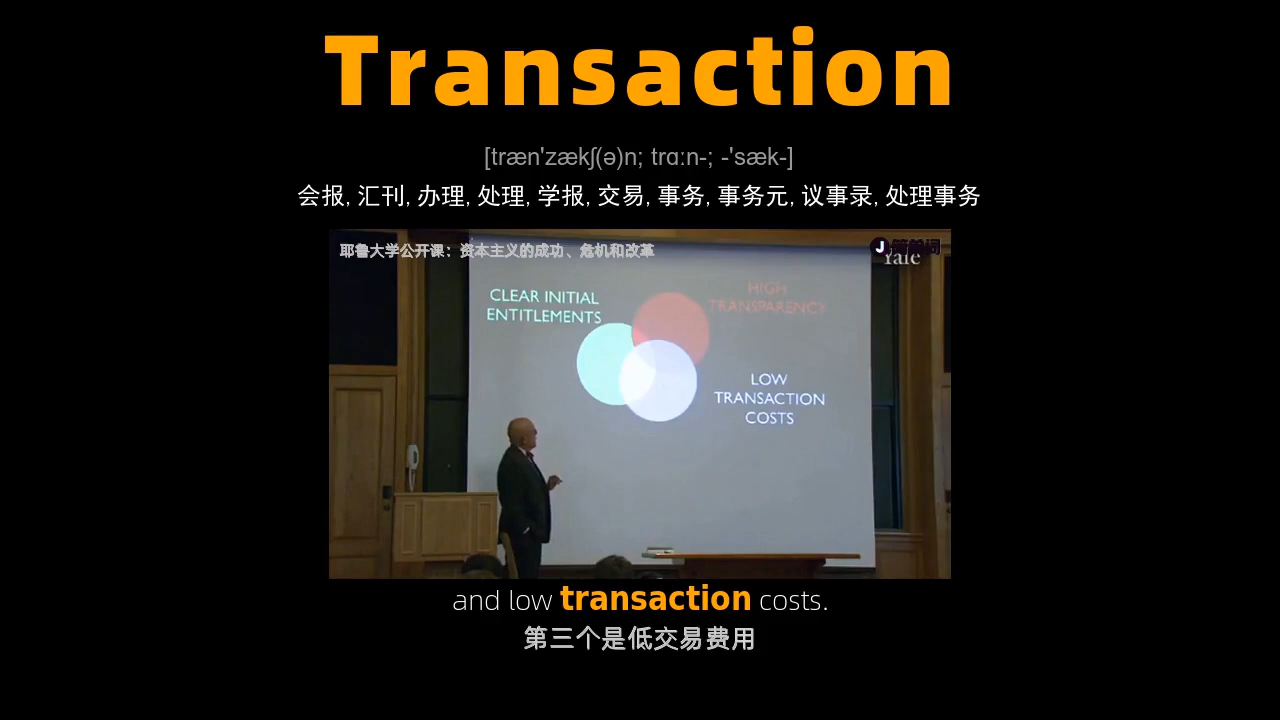 Transaction
[træn'zækʃ(ə)n; trɑːn-; -'sæk-]
会报, 汇刊, 办理, 处理, 学报, 交易, 事务, 事务元, 议事录, 处理事务
耶鲁大学公开课：资本主义的成功、危机和改革
Yale
CLEAR INITIAL
ENTITLEMENTS
HIGH
TRANSPARENCY
LOW
TRANSACTION
COSTS
and low transaction costs.
第三个是低交易费用